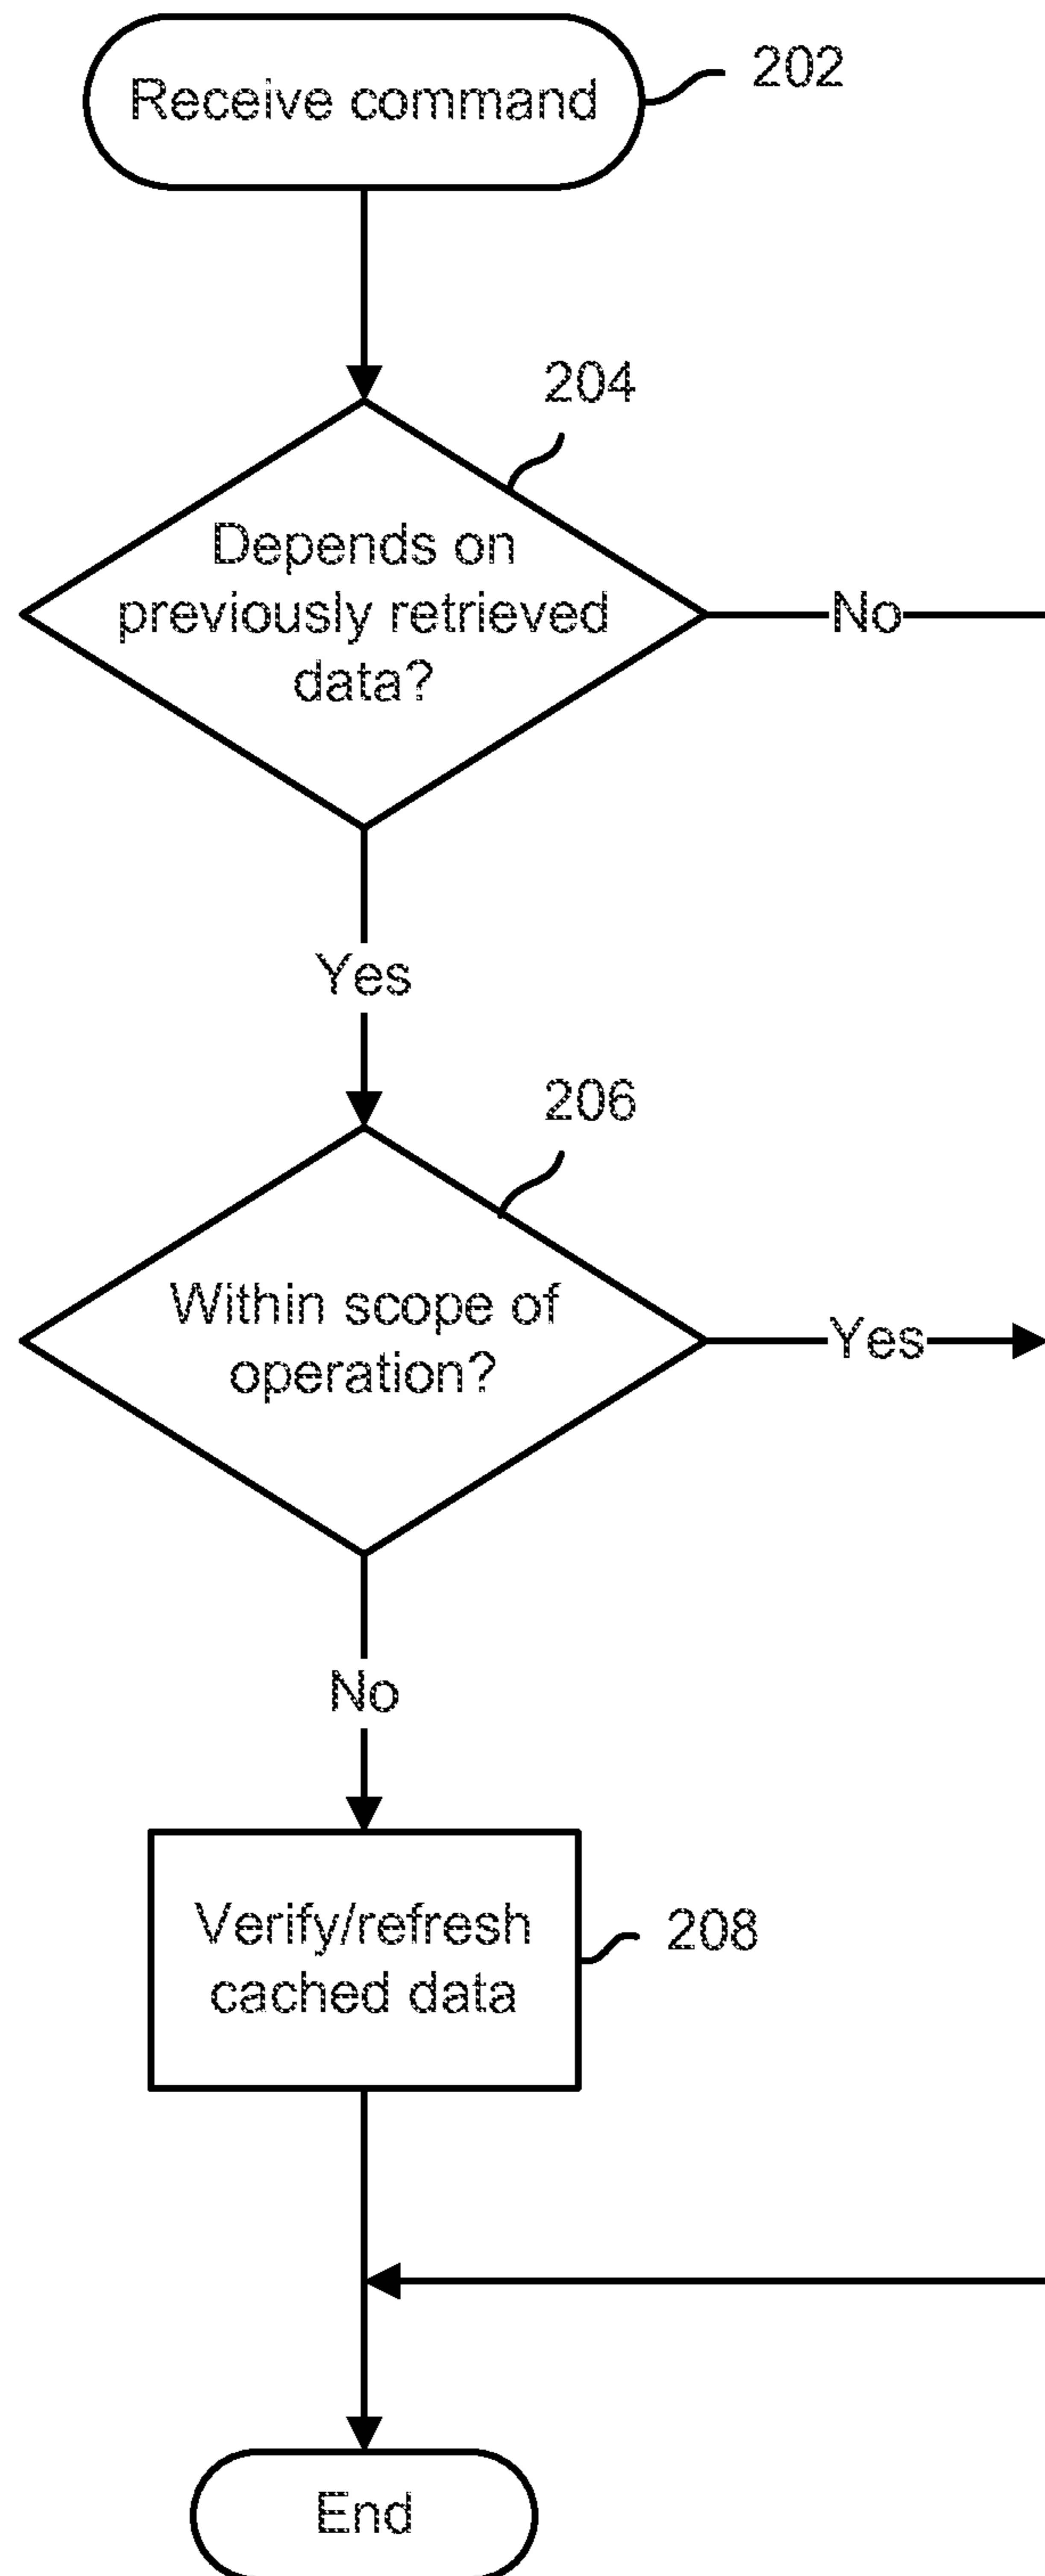 Receive command
202
204
Depends on
previously retrieved
data?
No
Yes
206
Within scope of
operation?
Yes
No
Verify/refresh
cached data
208
End